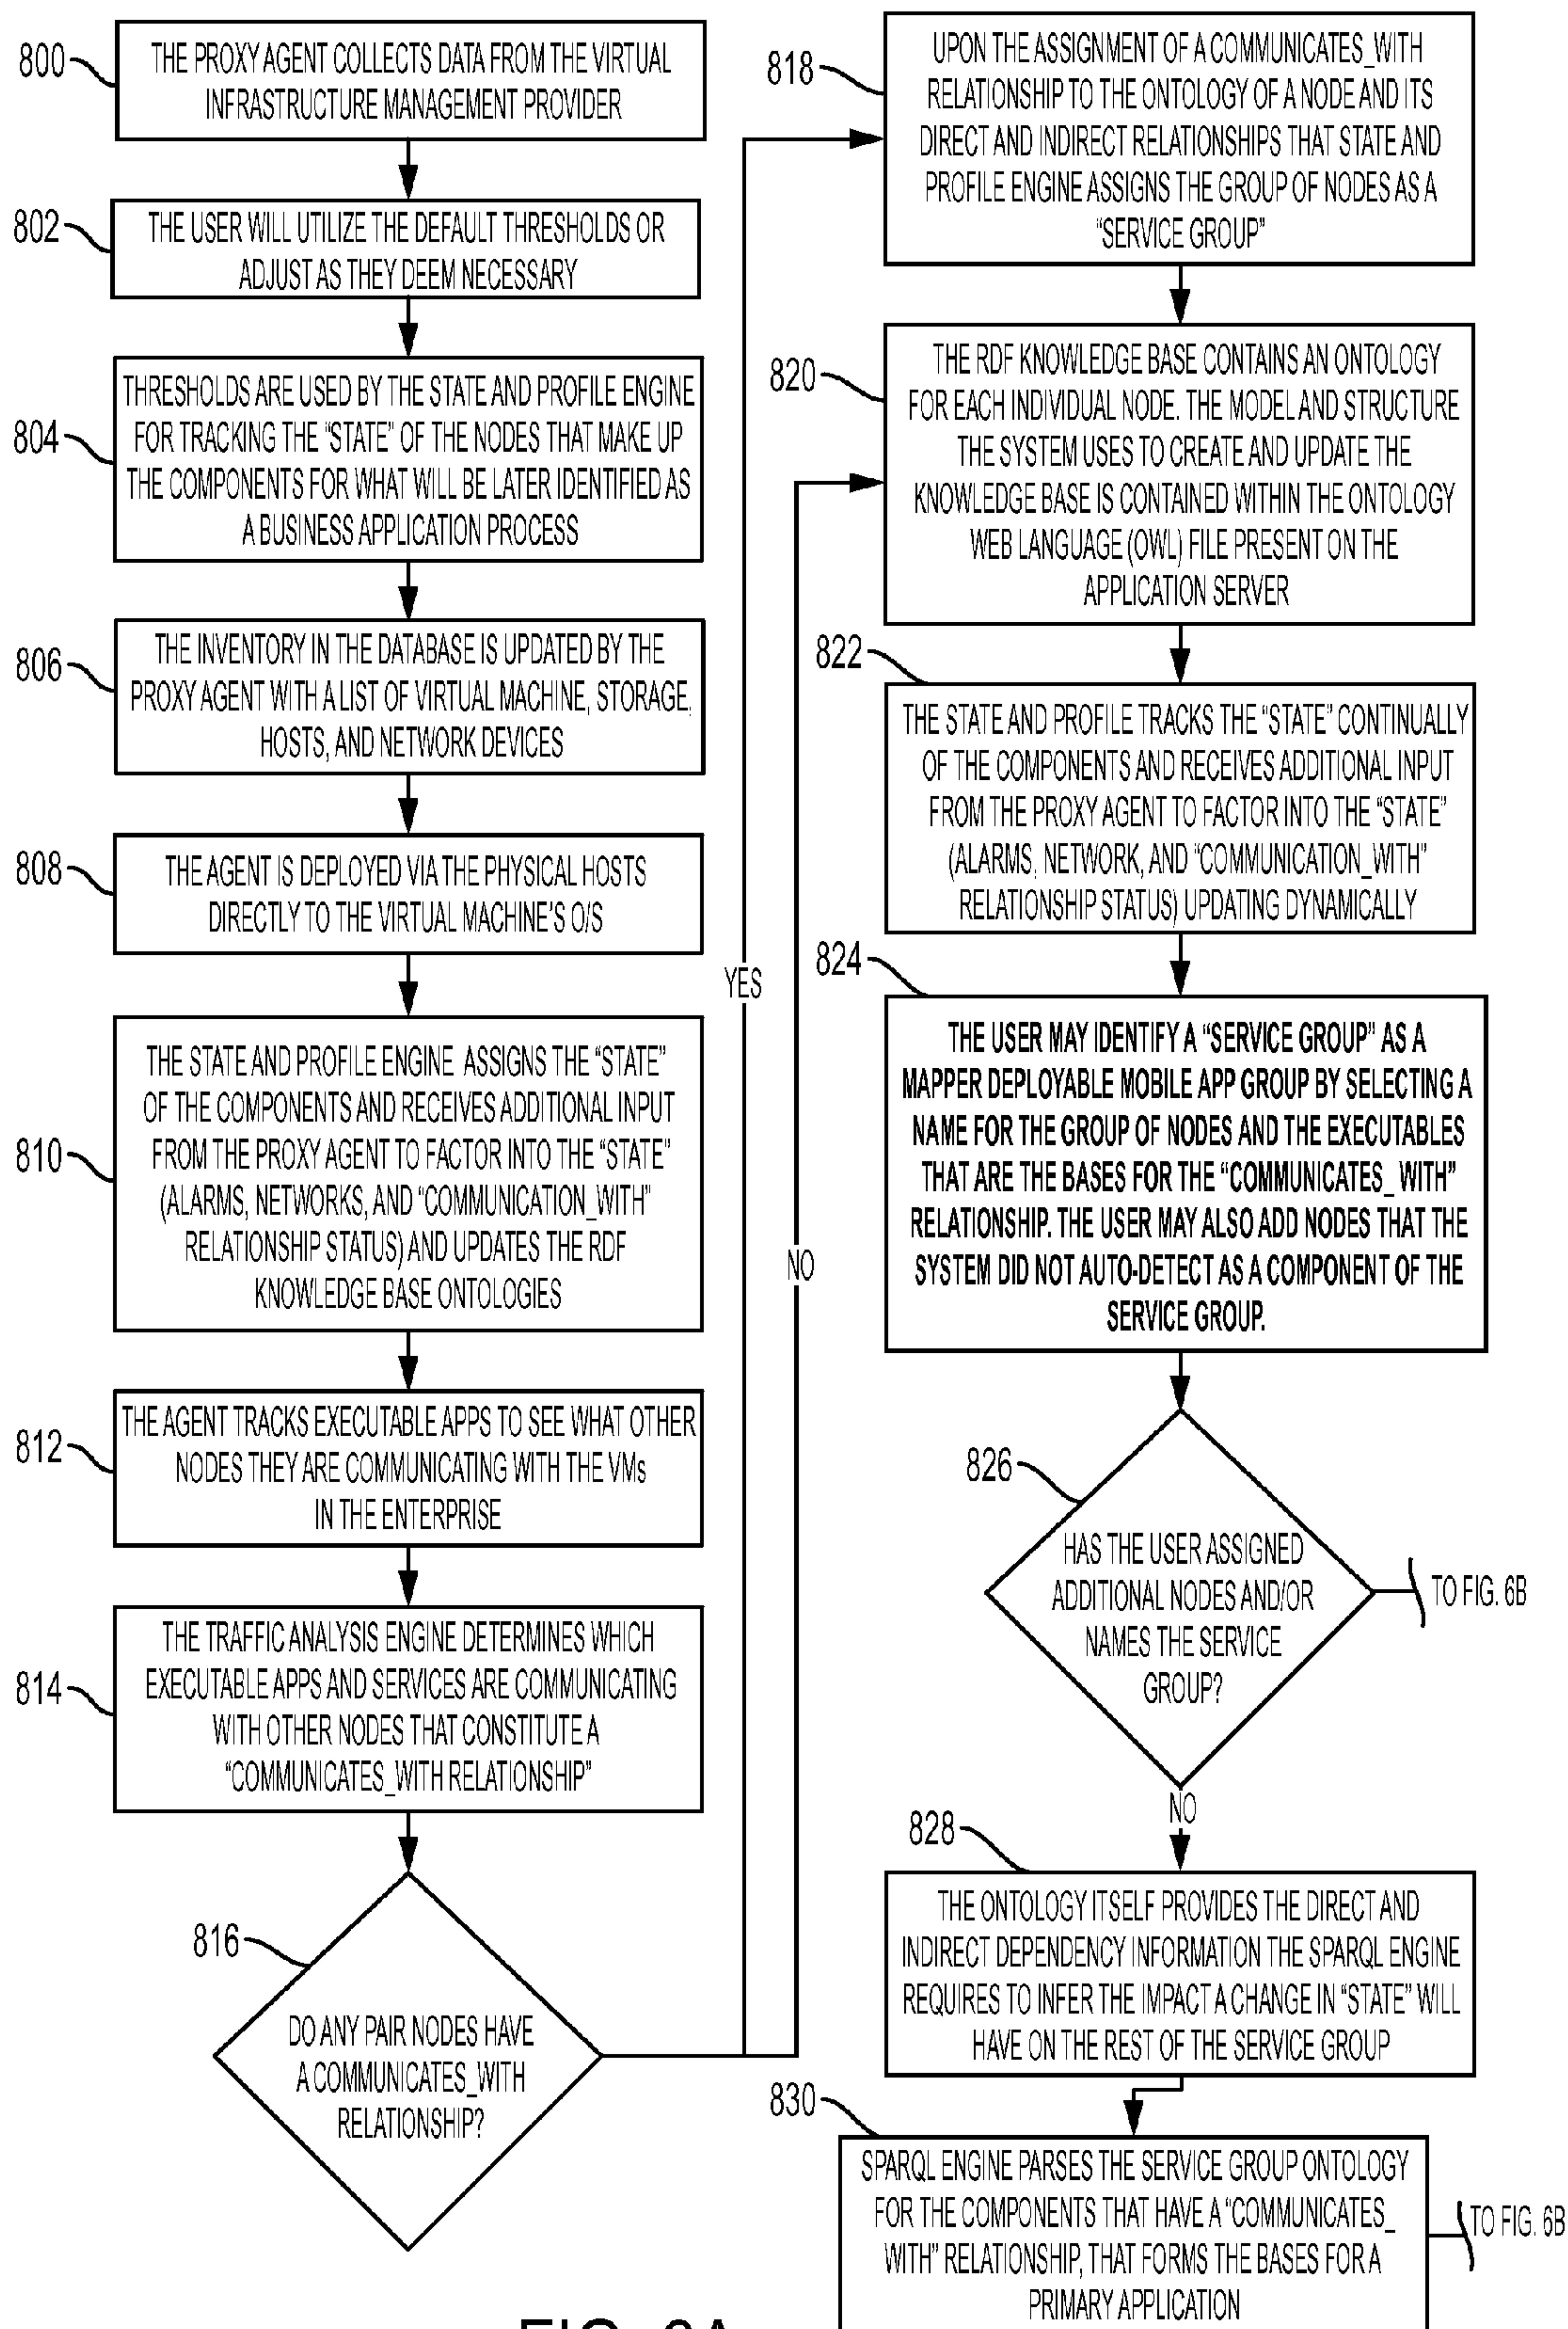 800
THE PROXY AGENT COLLECTS DATA FROM THE VIRTUAL
INFRASTRUCTURE MANAGEMENT PROVIDER
802
THE USER WILL UTILIZE THE DEFAULT THRESHOLDS OR
ADJUST AS THEY DEEM NECESSARY
804
THRESHOLDS ARE USED BY THE STATE AND PROFILE ENGINE
FOR TRACKING THE “STATE” OF THE NODES THAT MAKE UP
THE COMPONENTS FOR WHAT WILL BE LATER IDENTIFIED AS
A BUSINESS APPLICATION PROCESS
806
THE INVENTORY IN THE DATABASE IS UPDATED BY THE
PROXY AGENT WITH A LIST OF VIRTUAL MACHINE, STORAGE,
HOSTS, AND NETWORK DEVICES
808
THE AGENT IS DEPLOYED VIA THE PHYSICAL HOSTS
DIRECTLY TO THE VIRTUAL MACHINE'S O/S
810
THE STATE AND PROFILE ENGINE ASSIGNS THE “STATE”
OF THE COMPONENTS AND RECEIVES ADDITIONAL INPUT
FROM THE PROXY AGENT TO FACTOR INTO THE “STATE”
(ALARMS, NETWORKS, AND “COMMUNICATION_WITH”
RELATIONSHIP STATUS) AND UPDATES THE RDF
KNOWLEDGE BASE ONTOLOGIES
812
THE AGENT TRACKS EXECUTABLE APPS TO SEE WHAT OTHER
NODES THEY ARE COMMUNICATING WITH THE VMs
IN THE ENTERPRISE
814
THE TRAFFIC ANALYSIS ENGINE DETERMINES WHICH
EXECUTABLE APPS AND SERVICES ARE COMMUNICATING
WITH OTHER NODES THAT CONSTITUTE A
“COMMUNICATES_WITH RELATIONSHIP”
816
DO ANY PAIR NODES HAVE
A COMMUNICATES_WITH
RELATIONSHIP?
YES
NO
818
UPON THE ASSIGNMENT OF A COMMUNICATES_WITH
RELATIONSHIP TO THE ONTOLOGY OF A NODE AND ITS
DIRECT AND INDIRECT RELATIONSHIPS THAT STATE AND
PROFILE ENGINE ASSIGNS THE GROUP OF NODES AS A
“SERVICE GROUP”
820
THE RDF KNOWLEDGE BASE CONTAINS AN ONTOLOGY
FOR EACH INDIVIDUAL NODE. THE MODEL AND STRUCTURE
THE SYSTEM USES TO CREATE AND UPDATE THE
KNOWLEDGE BASE IS CONTAINED WITHIN THE ONTOLOGY
WEB LANGUAGE (OWL) FILE PRESENT ON THE
APPLICATION SERVER
822
THE STATE AND PROFILE TRACKS THE “STATE” CONTINUALLY
OF THE COMPONENTS AND RECEIVES ADDITIONAL INPUT
FROM THE PROXY AGENT TO FACTOR INTO THE “STATE”
(ALARMS, NETWORK, AND “COMMUNICATION_WITH”
RELATIONSHIP STATUS) UPDATING DYNAMICALLY
824
THE USER MAY IDENTIFY A “SERVICE GROUP” AS A
MAPPER DEPLOYABLE MOBILE APP GROUP BY SELECTING A
NAME FOR THE GROUP OF NODES AND THE EXECUTABLES
THAT ARE THE BASES FOR THE “COMMUNICATES_ WITH”
RELATIONSHIP. THE USER MAY ALSO ADD NODES THAT THE
SYSTEM DID NOT AUTO-DETECT AS A COMPONENT OF THE
SERVICE GROUP.
826
HAS THE USER ASSIGNED
ADDITIONAL NODES AND/OR
NAMES THE SERVICE
GROUP?
TO FIG. 6B
NO
828
THE ONTOLOGY ITSELF PROVIDES THE DIRECT AND
INDIRECT DEPENDENCY INFORMATION THE SPARQL ENGINE
REQUIRES TO INFER THE IMPACT A CHANGE IN “STATE” WILL
HAVE ON THE REST OF THE SERVICE GROUP
830
SPARQL ENGINE PARSES THE SERVICE GROUP ONTOLOGY
FOR THE COMPONENTS THAT HAVE A “COMMUNICATES_
WITH” RELATIONSHIP, THAT FORMS THE BASES FOR A
PRIMARY APPLICATION
TO FIG. 6B